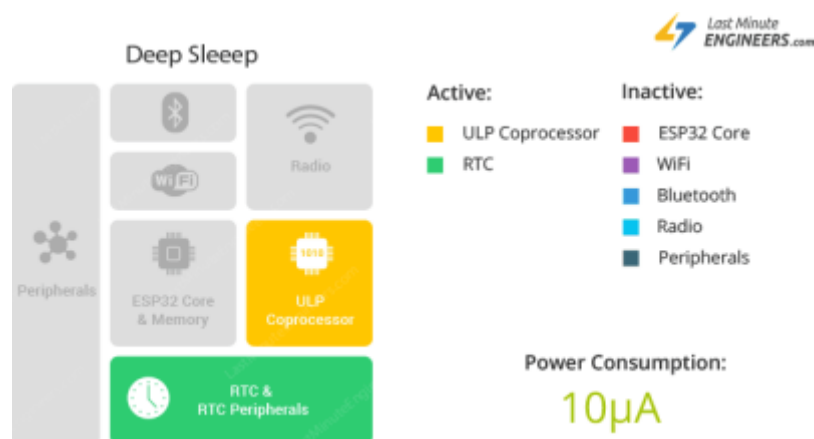 Last Minute
ENGINEERS.com
Deep Sleeep
Active:
ULP Coprocessor
RTC
Inactive:
ESP32 Core
WiFi
Bluetooth
Radio
Peripherals
Radio
WiFi
Peripherals
ESP32 Core
& Memory
1010
ULP
Coprocessor
RTC &
RTC Peripherals
Power Consumption:
10μA